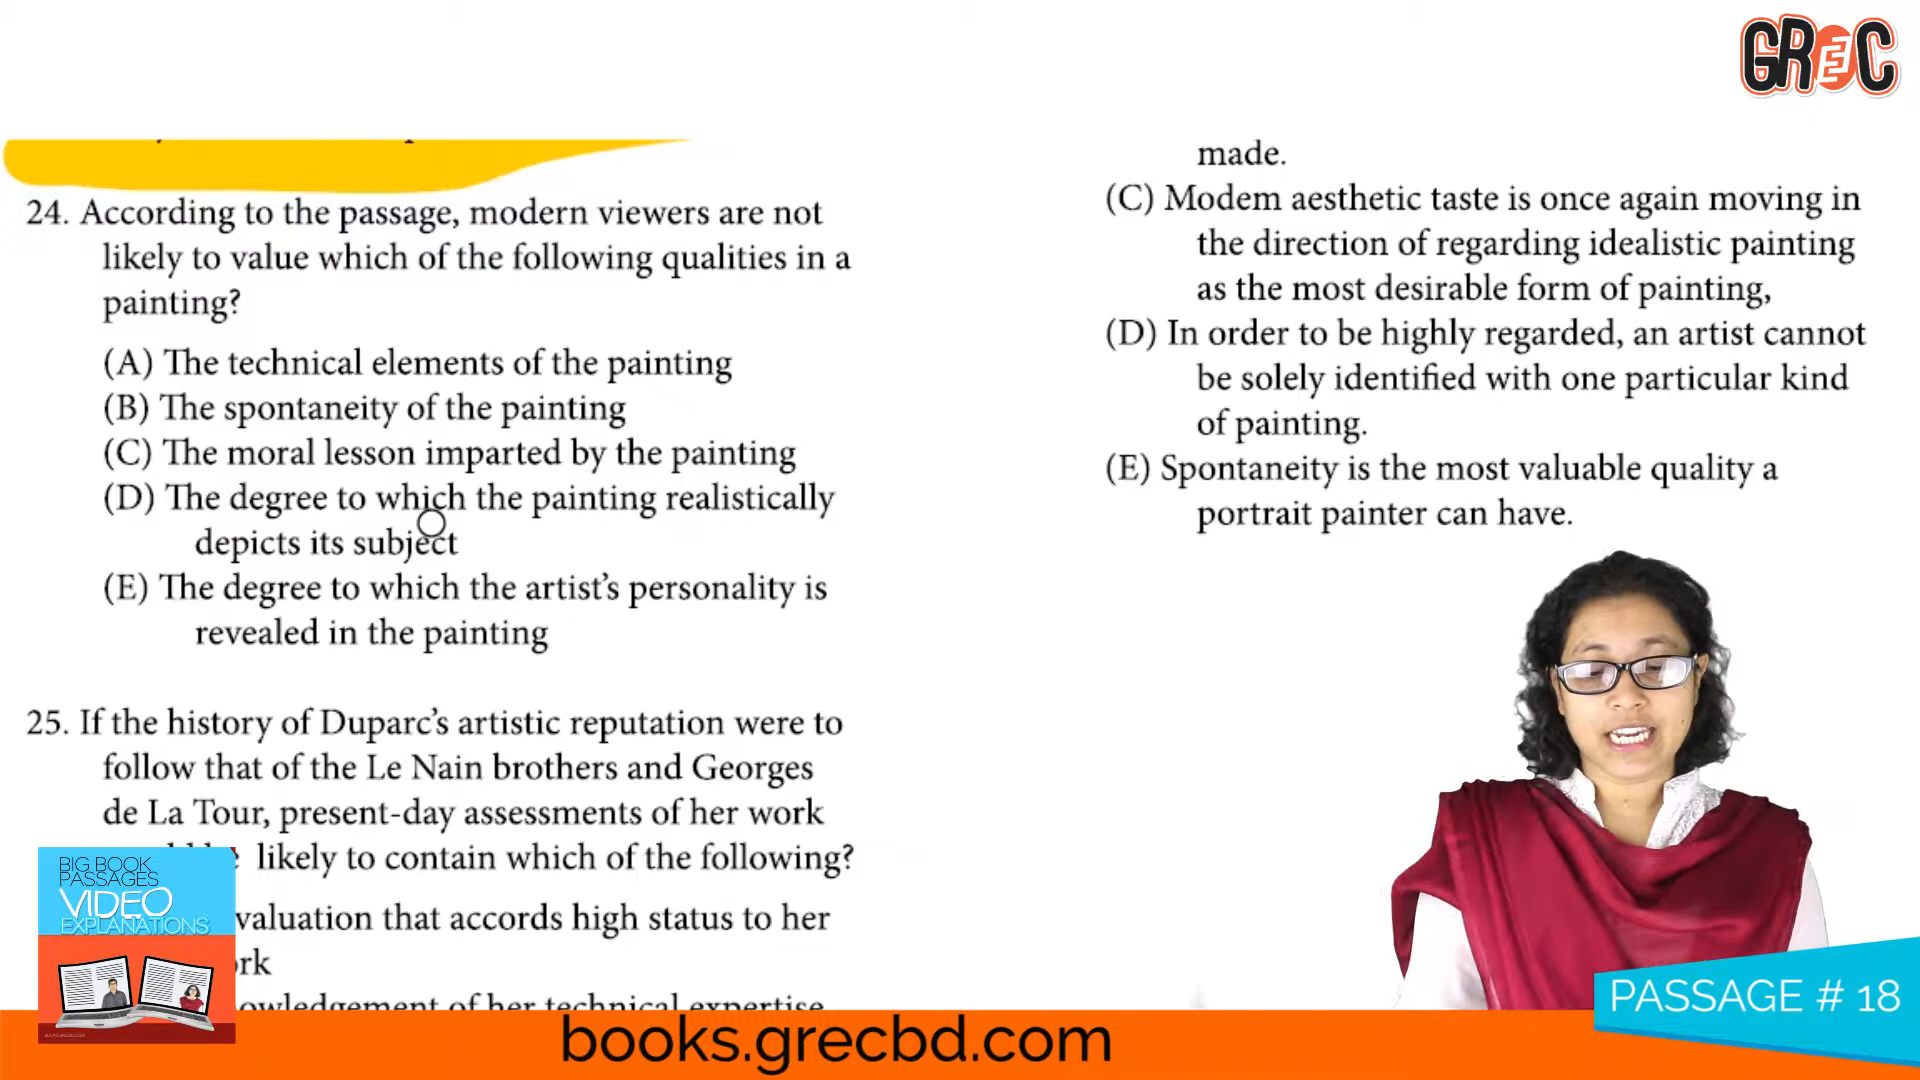 GREC
24. According to the passage, modern viewers are not
likely to value which of the following qualities in a
painting?
(A) The technical elements of the painting
(B) The spontaneity of the painting
(C) The moral lesson imparted by the painting
(D) The degree to which the painting realistically
depicts its subject
(E) The degree to which the artist's personality is
revealed in the painting
25. If the history of Duparc's artistic reputation were to
follow that of the Le Nain brothers and Georges
de La Tour, present-day assessments of her work
likely to contain which of the following?
valuation that accords high status to her
rk
owledgement of her technical expertise
made.
(C) Modem aesthetic taste is once again moving in
the direction of regarding idealistic painting
as the most desirable form of painting,
(D) In order to be highly regarded, an artist cannot
be solely identified with one particular kind
of painting.
(E) Spontaneity is the most valuable quality a
portrait painter can have.
BIG BOOK
PASSAGES
VIDEO
EXPLANATIONS
PASSAGE # 18
books.grecbd.com